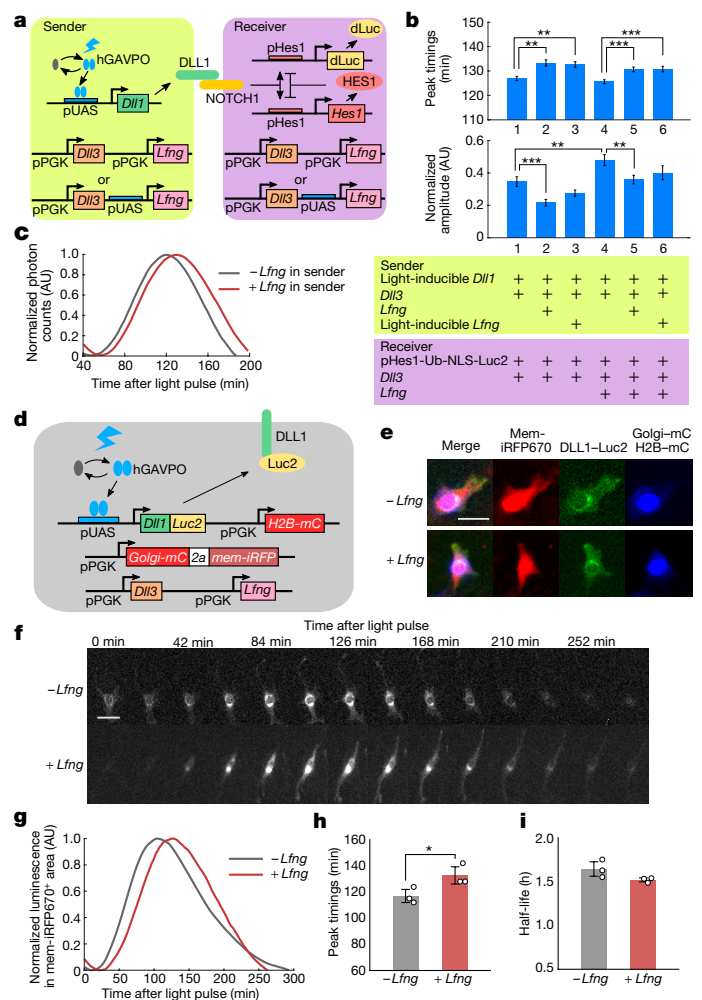 a
Sender
hGAVPO
pUAS
Dll1
DLL1
NOTCH1
pPGK
Dll3
pPGK
Lfng
or
pPGK
Dll3
pUAS
Lfng
Receiver
dLuc
pHes1
dLuc
HES1
pHes1
Hes1
pPGK
Dll3
pPGK
Lfng
or
pPGK
Dll3
pUAS
Lfng
b
Peak timings
(min)
140
130
120
110
** ** *** ***
1 2 3 4 5 6
Normalized
amplitude (AU)
0.6
0.4
0.2
0
*** ** **
1 2 3 4 5 6
Sender
Light-inducible Dll1 + + + + + +
Dll3 + + + + + +
Lfng + +
Light-inducible Lfng + +
Receiver
pHes1-Ub-NLS-Luc2 + + + + + +
Dll3 + + + + + +
Lfng + + +
c
Normalized photon
counts (AU)
1.0
0.8
0.6
0.4
0.2
0
40 80 120 160 200
Time after light pulse (min)
– Lfng in sender
+ Lfng in sender
d
hGAVPO
DLL1
Luc2
pUAS
Dll1 Luc2
pPGK
H2B-mC
pPGK
Golgi-mC 2a mem-iRFP
pPGK
Dll3
pPGK
Lfng
e
Merge
Mem-
iRFP670
DLL1–Luc2
Golgi–mC
H2B–mC
– Lfng
+ Lfng
f
Time after light pulse
0 min 42 min 84 min 126 min 168 min 210 min 252 min
– Lfng
+ Lfng
g
Normalized luminescence
in mem-iRFP670+ area (AU)
1.0
0.8
0.6
0.4
0.2
0
0 50 100 150 200 250 300
Time after light pulse (min)
– Lfng
+ Lfng
h
Peak timings (min)
160
140
120
100
80
60
*
– Lfng + Lfng
i
Half-life (h)
2.0
1.5
1.0
0.5
– Lfng + Lfng